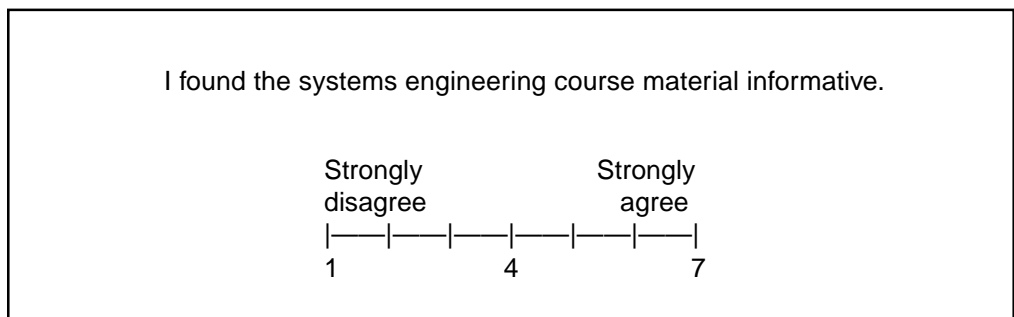 I found the systems engineering course material informative.
Strongly Strongly
disagree agree
|——|——|——|——|——|——|
1 4 7